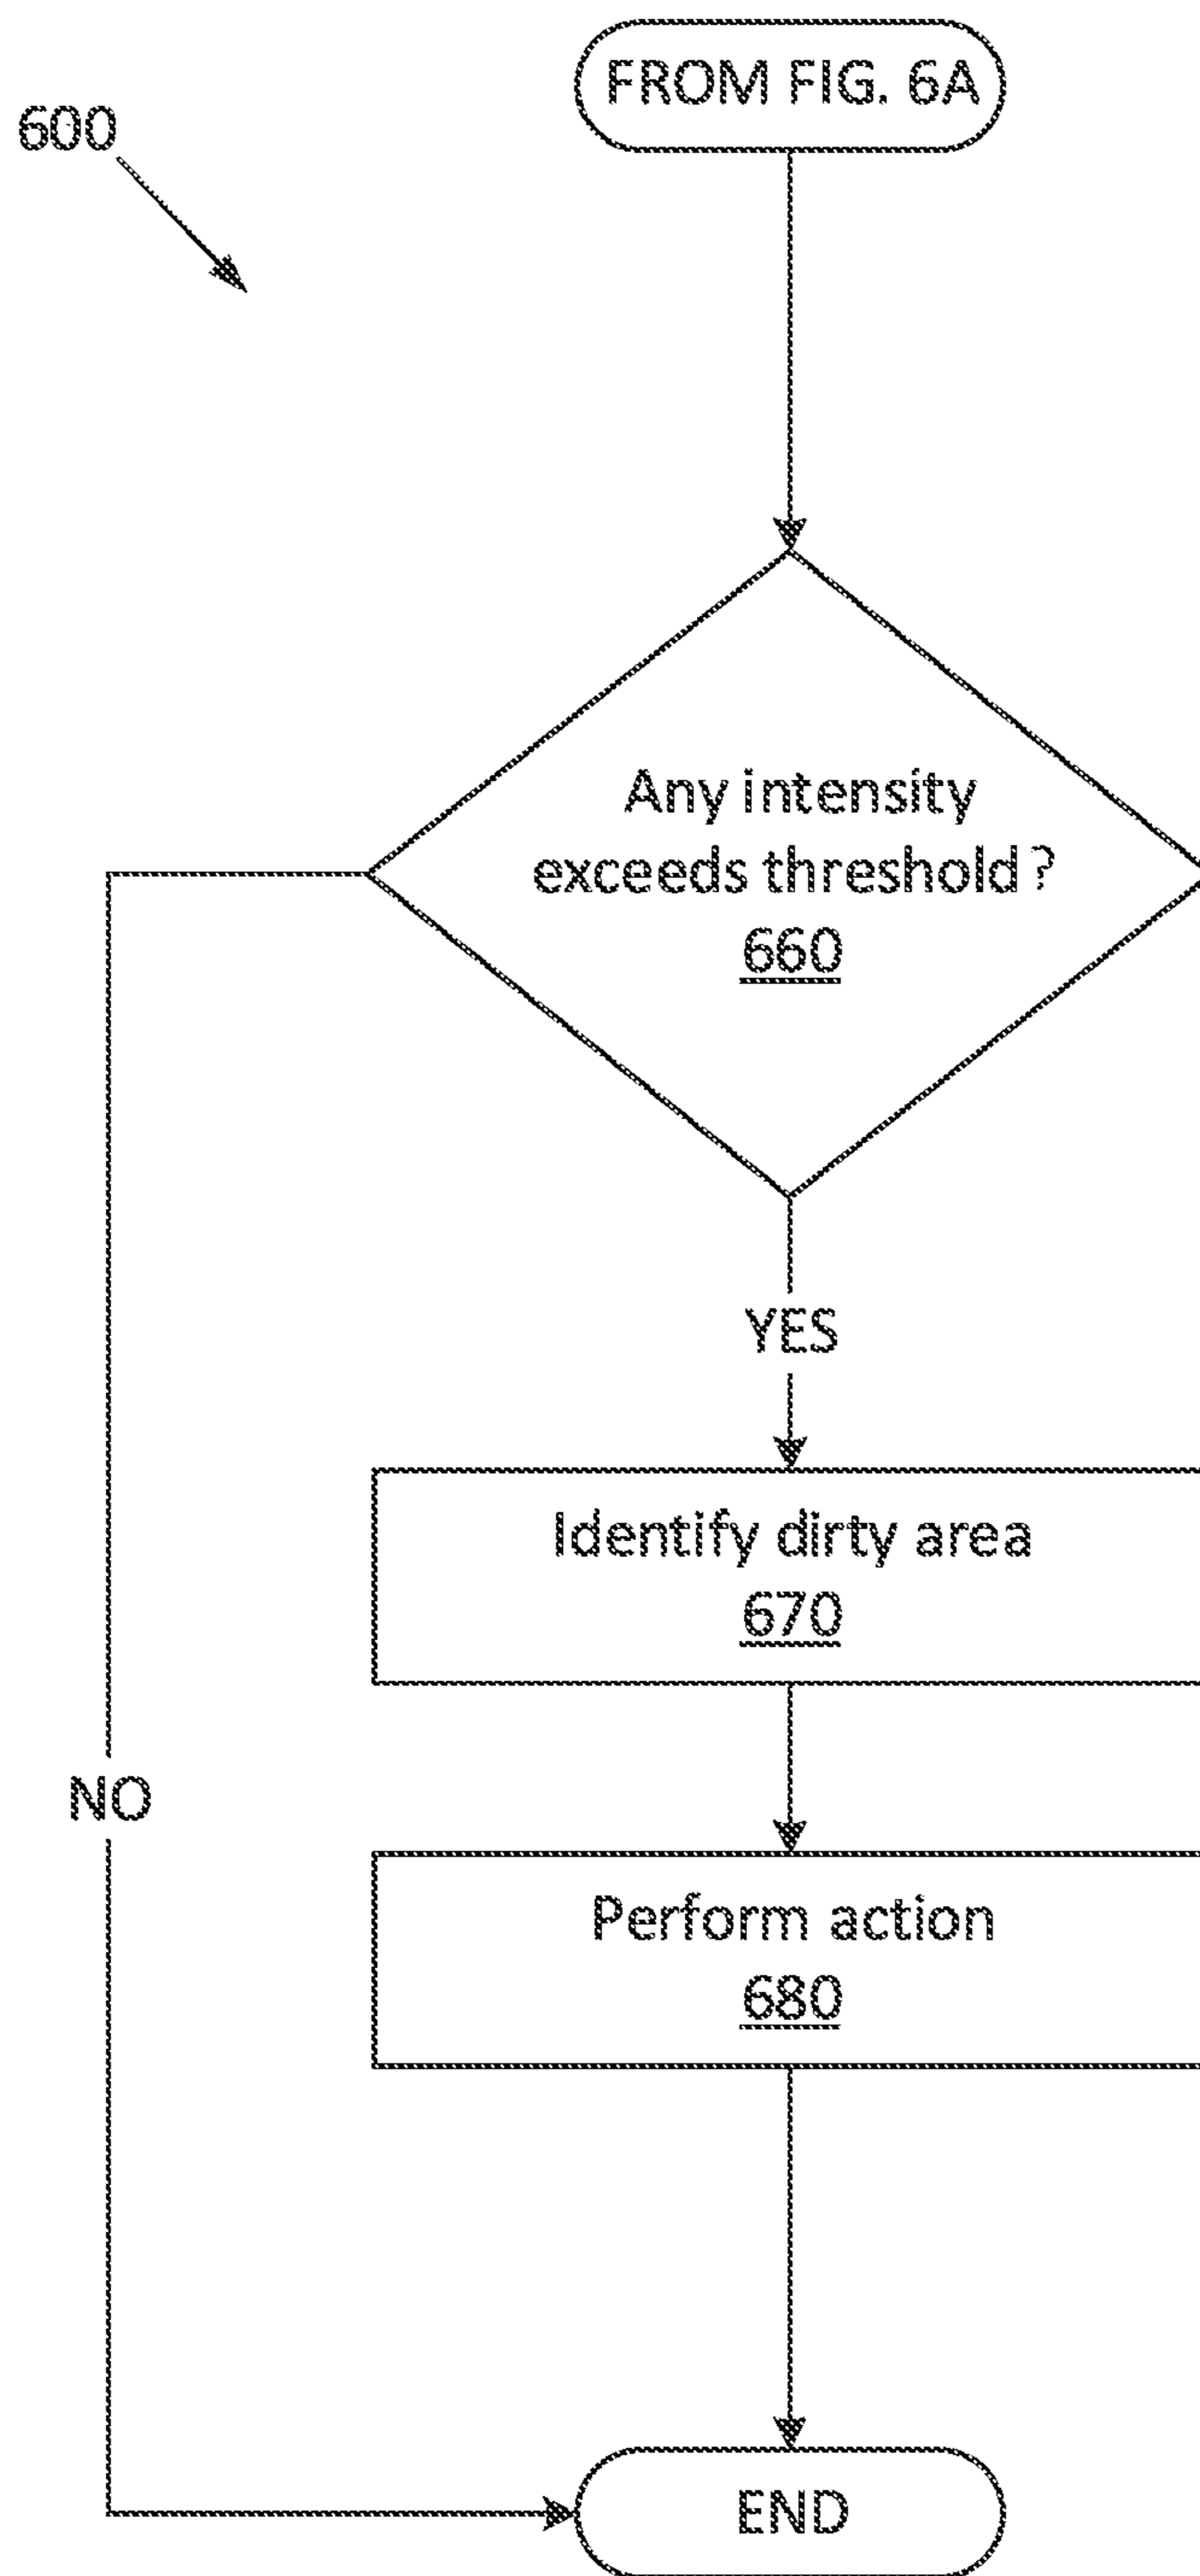 FROM FIG. 6A
600
Any intensity
exceeds threshold?
660
YES
Identify dirty area
670
NO
Perform action
680
END